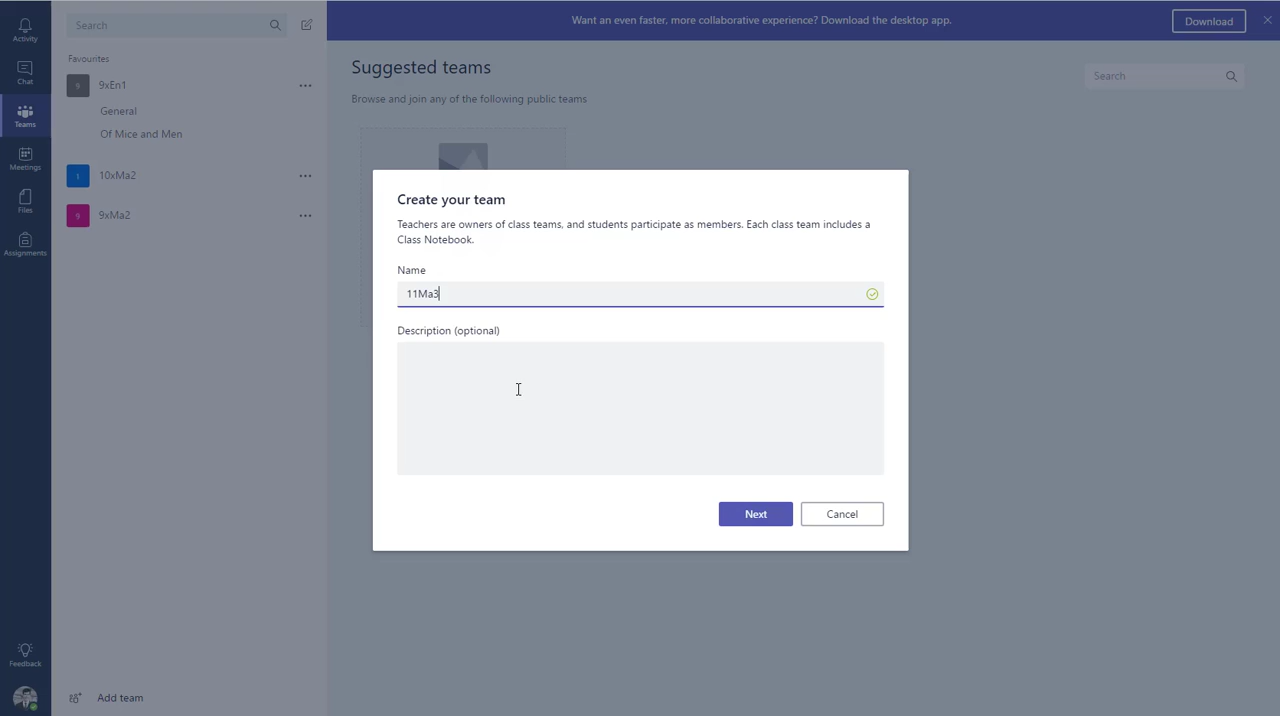 Activity
Chat
Teams
Meetings
Files
Assignments
Feedback
Search
Favourites
9 9xEn1
General
Of Mice and Men
1 10xMa2
9 9xMa2
Add team
Want an even faster, more collaborative experience? Download the desktop app.
Download
Suggested teams
Search
Browse and join any of the following public teams
Create your team
Teachers are owners of class teams, and students participate as members. Each class team includes a
Class Notebook.
Name
11Ma3
Description (optional)
Next
Cancel